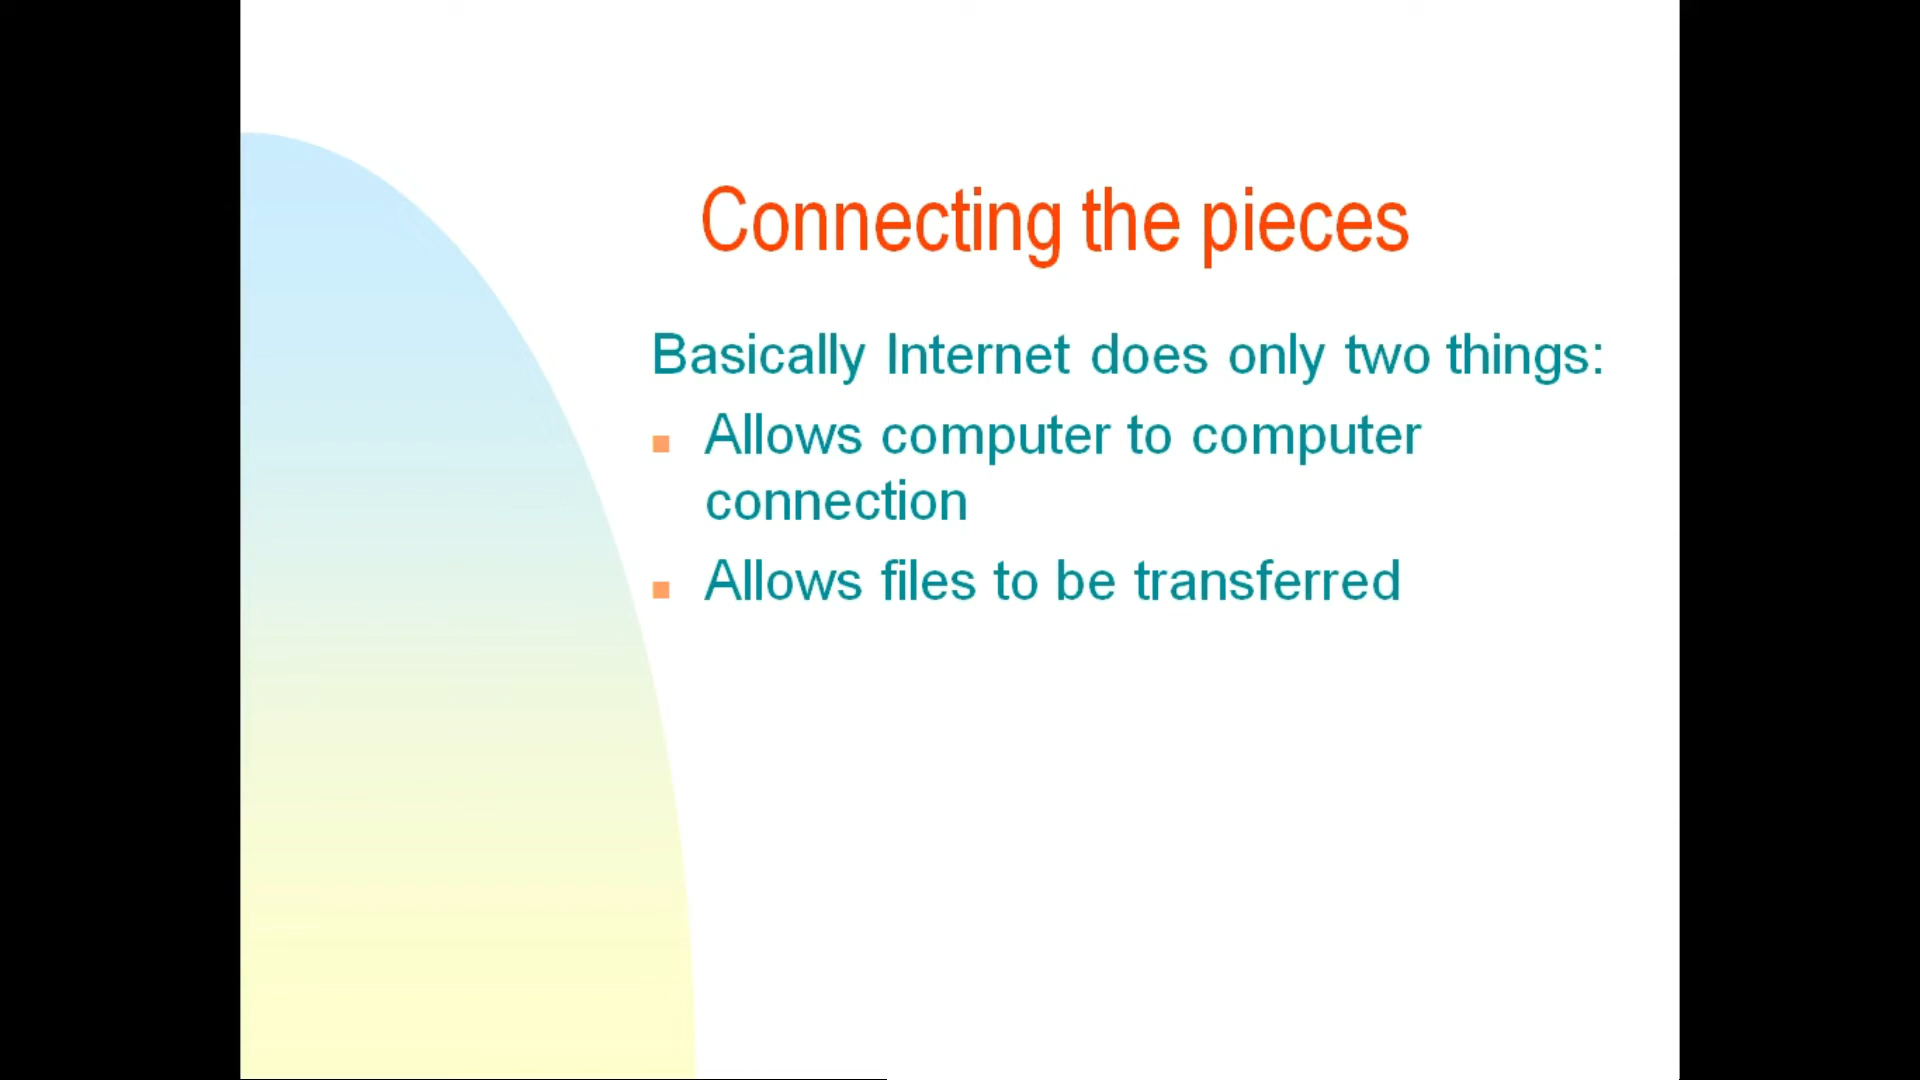 Connecting the pieces
Basically Internet does only two things:
Allows computer to computer
connection
Allows files to be transferred